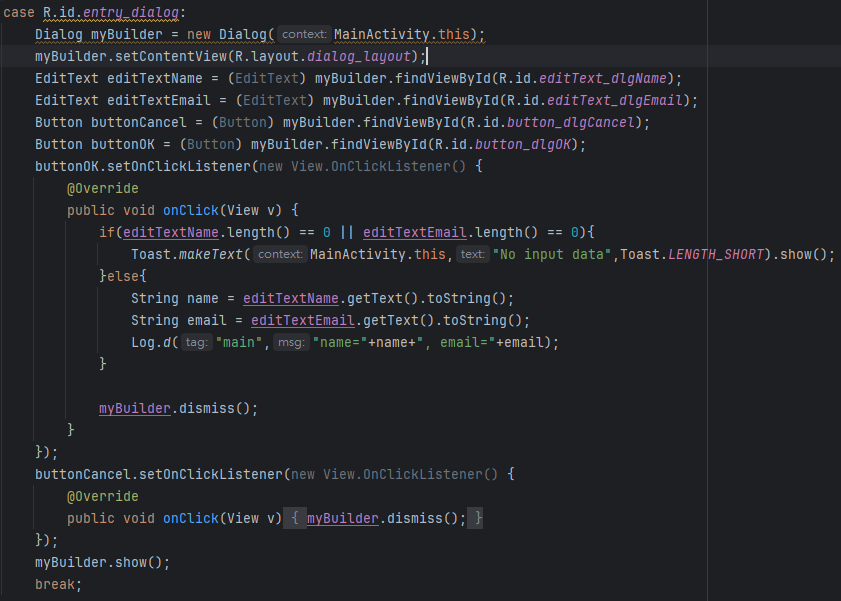 case R.id.entry_dialog:
    Dialog myBuilder = new Dialog( context: MainActivity.this);
    myBuilder.setContentView(R.layout.dialog_layout);
    EditText editTextName = (EditText) myBuilder.findViewById(R.id.editText_dlgName);
    EditText editTextEmail = (EditText) myBuilder.findViewById(R.id.editText_dlgEmail);
    Button buttonCancel = (Button) myBuilder.findViewById(R.id.button_dlgCancel);
    Button buttonOK = (Button) myBuilder.findViewById(R.id.button_dlgOK);
    buttonOK.setOnClickListener(new View.OnClickListener() {
        @Override
        public void onClick(View v) {
            if(editTextName.length() == 0 || editTextEmail.length() == 0){
                Toast.makeText( context: MainActivity.this, text: "No input data",Toast.LENGTH_SHORT).show();
            }else{
                String name = editTextName.getText().toString();
                String email = editTextEmail.getText().toString();
                Log.d( tag: "main", msg: "name="+name+", email="+email);
            }
            myBuilder.dismiss();
        }
    });
    buttonCancel.setOnClickListener(new View.OnClickListener() {
        @Override
        public void onClick(View v) { myBuilder.dismiss(); }
    });
    myBuilder.show();
    break;